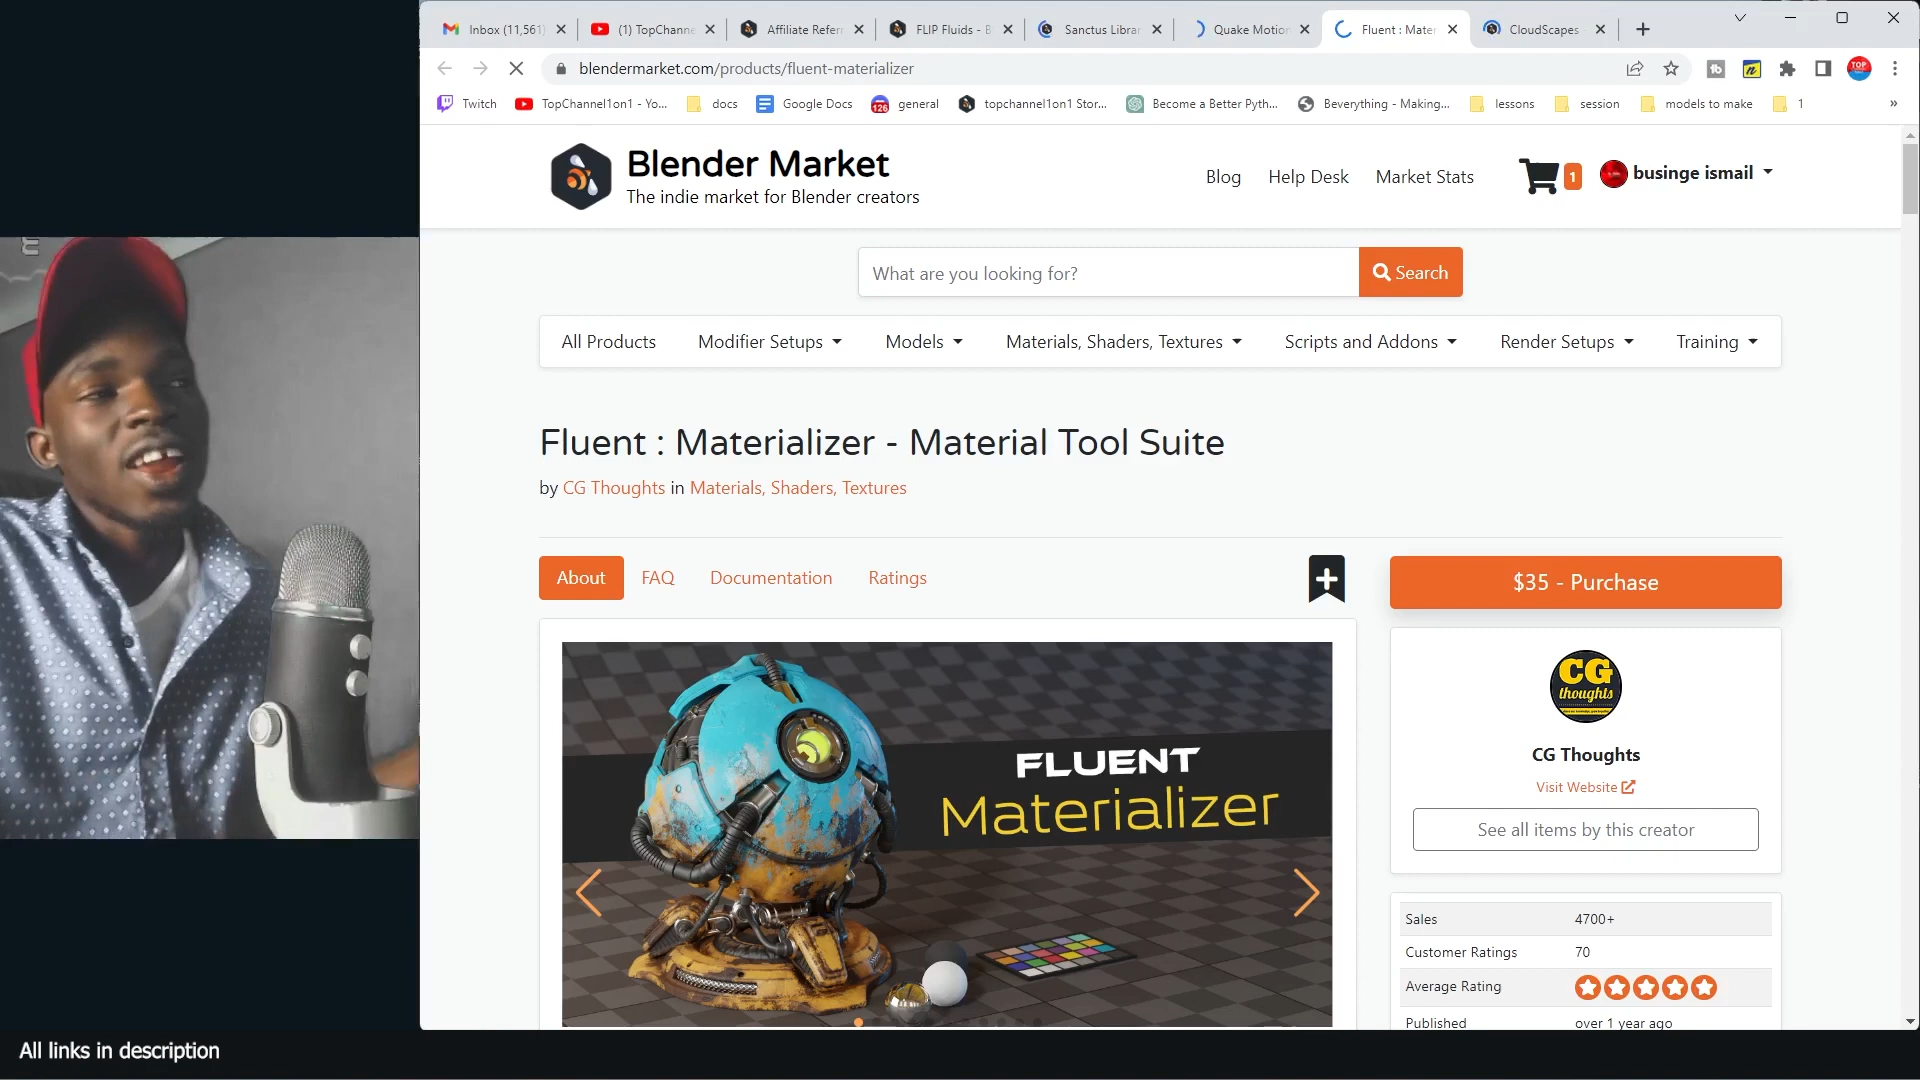 Inbox (11,561)
(1) TopChanne
Affiliate Referr
FLIP Fluids - B
Sanctus Librar
Quake Motion
Fluent : Mater
CloudScapes
blendermarket.com/products/fluent-materializer
Twitch
TopChannel1on1 - Yo...
docs
Google Docs
126
general
topchannel1on1 Stor...
Become a Better Pyth...
Beverything - Making...
lessons
session
models to make
1
»
Blender Market
The indie market for Blender creators
Blog
Help Desk
Market Stats
1
businge ismail
What are you looking for?
Search
All Products
Modifier Setups
Models
Materials, Shaders, Textures
Scripts and Addons
Render Setups
Training
Fluent : Materializer - Material Tool Suite
by CG Thoughts in Materials, Shaders, Textures
About
FAQ
Documentation
Ratings
$35 - Purchase
FLUENT
Materializer
CG
thoughts
CG Thoughts
Visit Website
See all items by this creator
Sales 4700+
Customer Ratings 70
Average Rating
Published over 1 year ago
All links in description